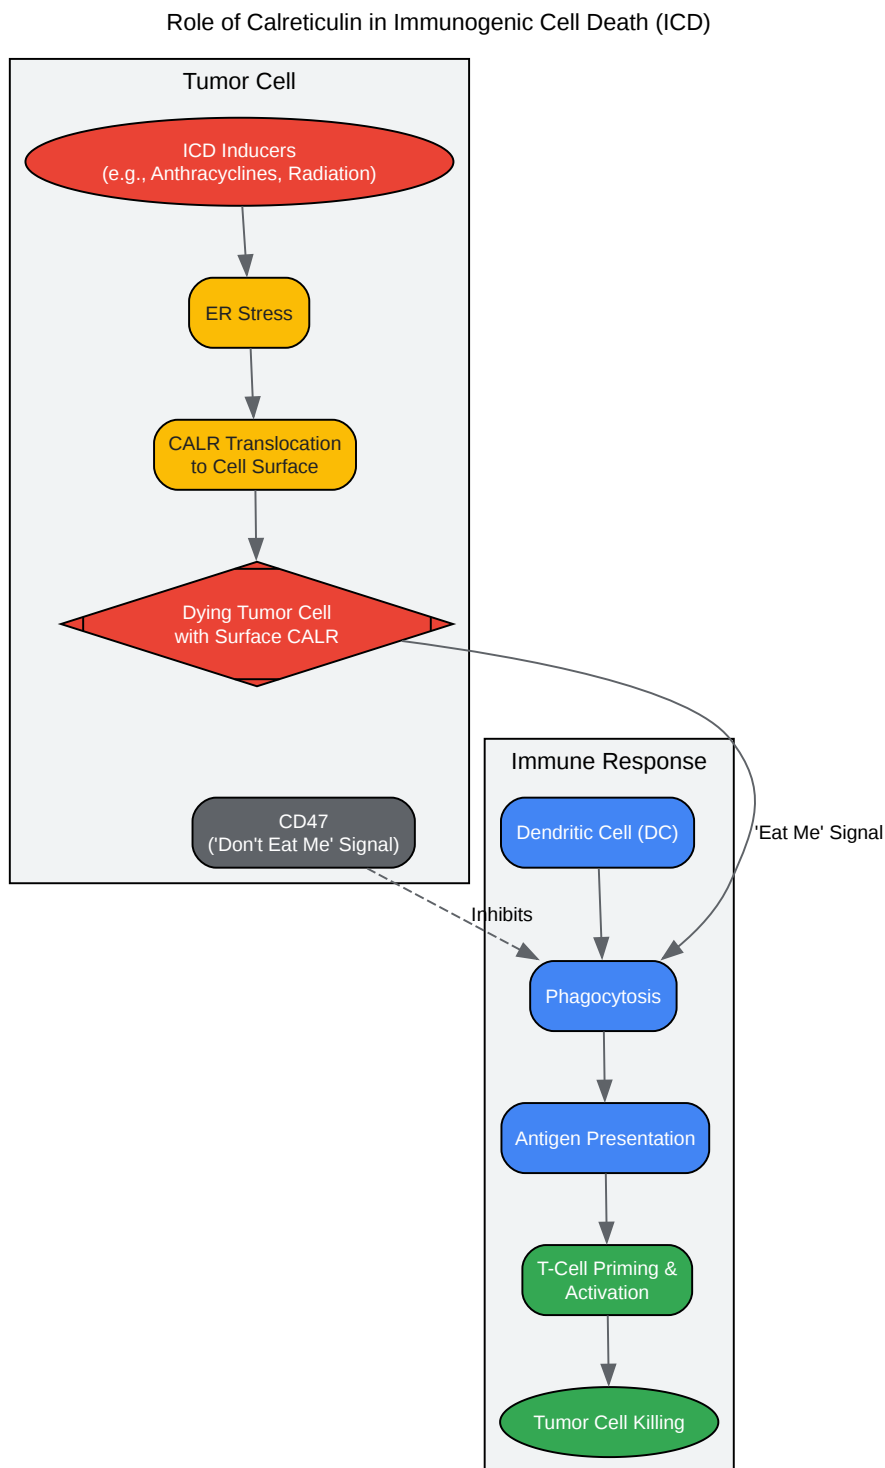 Role of Calreticulin in Immunogenic Cell Death (ICD)
Tumor Cell
ICD Inducers
(e.g., Anthracyclines, Radiation)
ER Stress
CALR Translocation
to Cell Surface
Dying Tumor Cell
with Surface CALR
CD47
('Don't Eat Me' Signal)
Inhibits
Immune Response
Dendritic Cell (DC)
'Eat Me' Signal
Phagocytosis
Antigen Presentation
T-Cell Priming &
Activation
Tumor Cell Killing